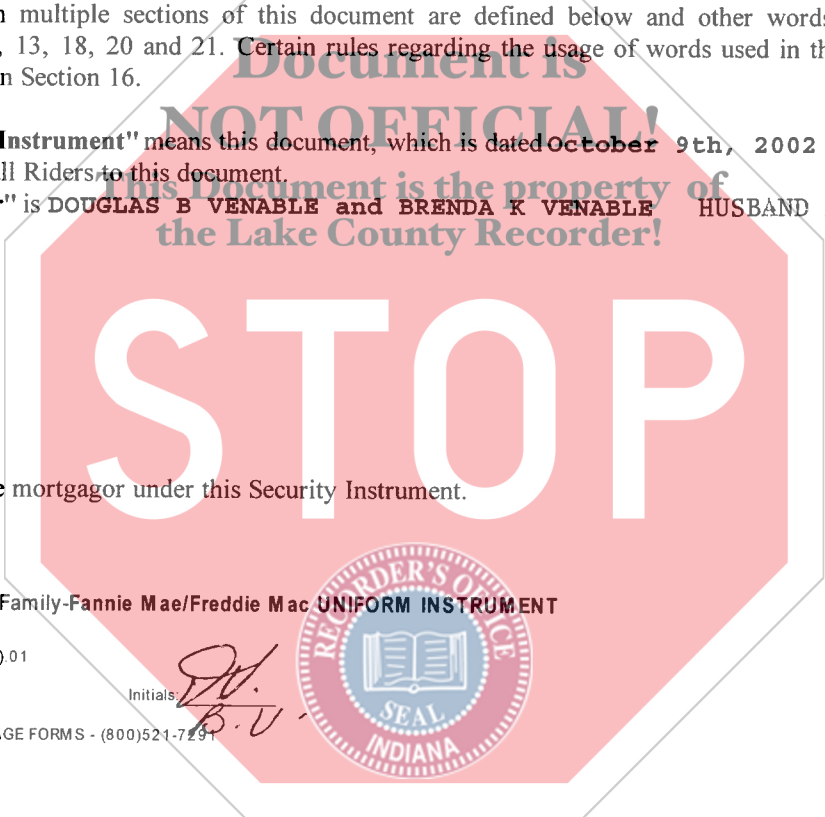 n multiple sections of this document are defined below and other words
, 13, 18, 20 and 21. Certain rules regarding the usage of words used in th
n Section 16.
Document is
NOT OFFICIAL!
Instrument" means this document, which is dated October 9th, 2002
ll Riders to this document.
This Document is the property of
" is DOUGLAS B VENABLE and BRENDA K VENABLE HUSBAND
the Lake County Recorder!
STOP
e mortgagor under this Security Instrument.
Family-Fannie Mae/Freddie Mac UNIFORM INSTRUMENT
).01
Initials: D.V.
B.V.
GE FORMS - (800)521-7291
RECORDER'S OFFICE
SEAL
INDIANA